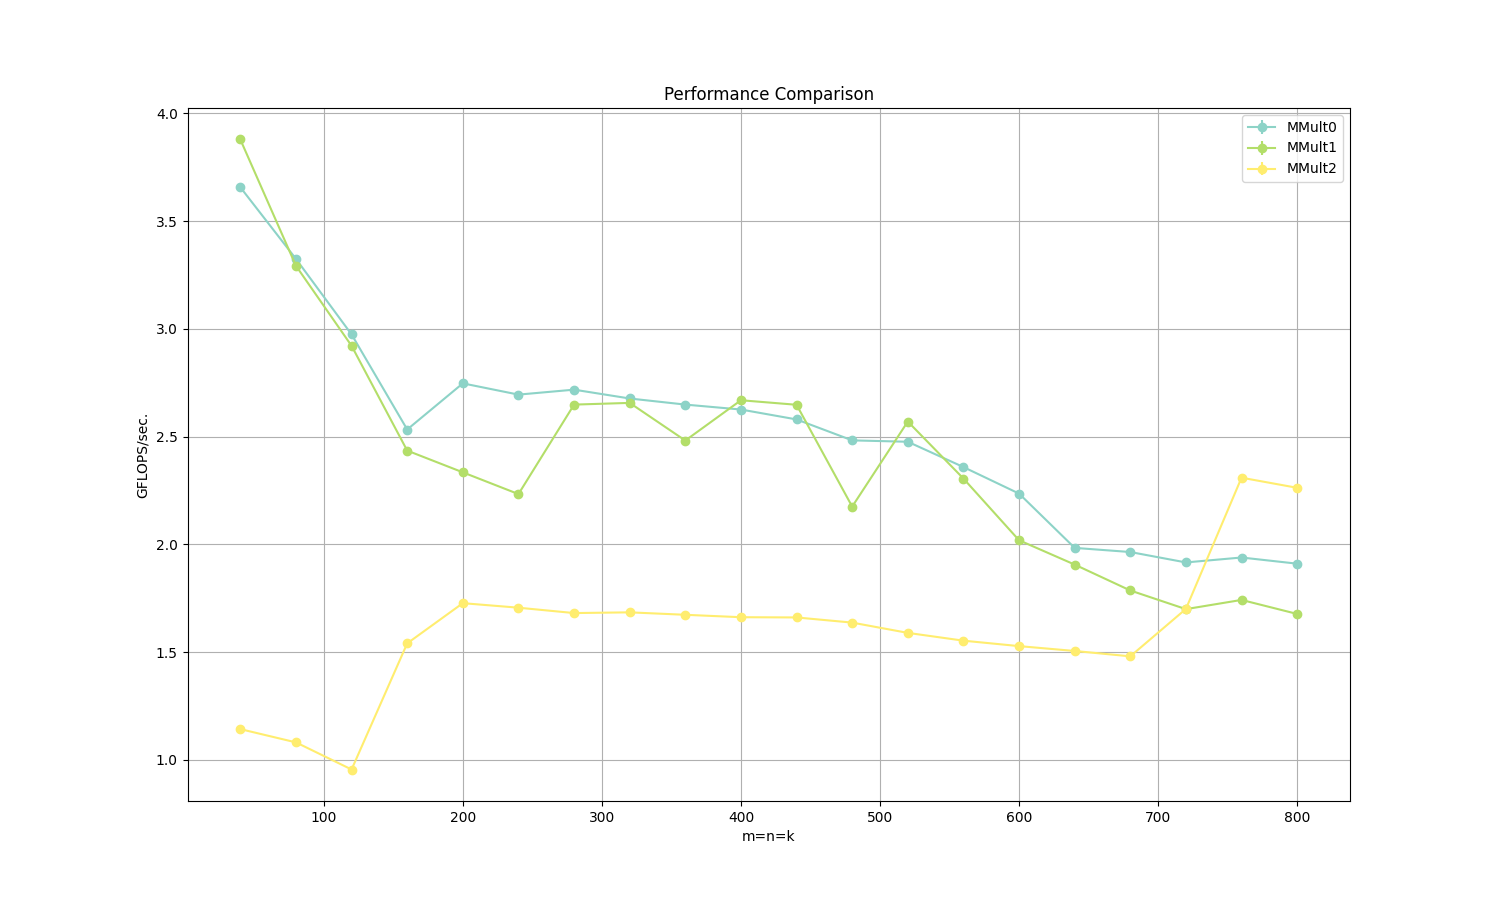 Performance Comparison
4.0
3.5
3.0
2.5
2.0
1.5
1.0
GFLOPS/sec.
MMult0
MMult1
MMult2
100 200 300 400 500 600 700 800
m=n=k